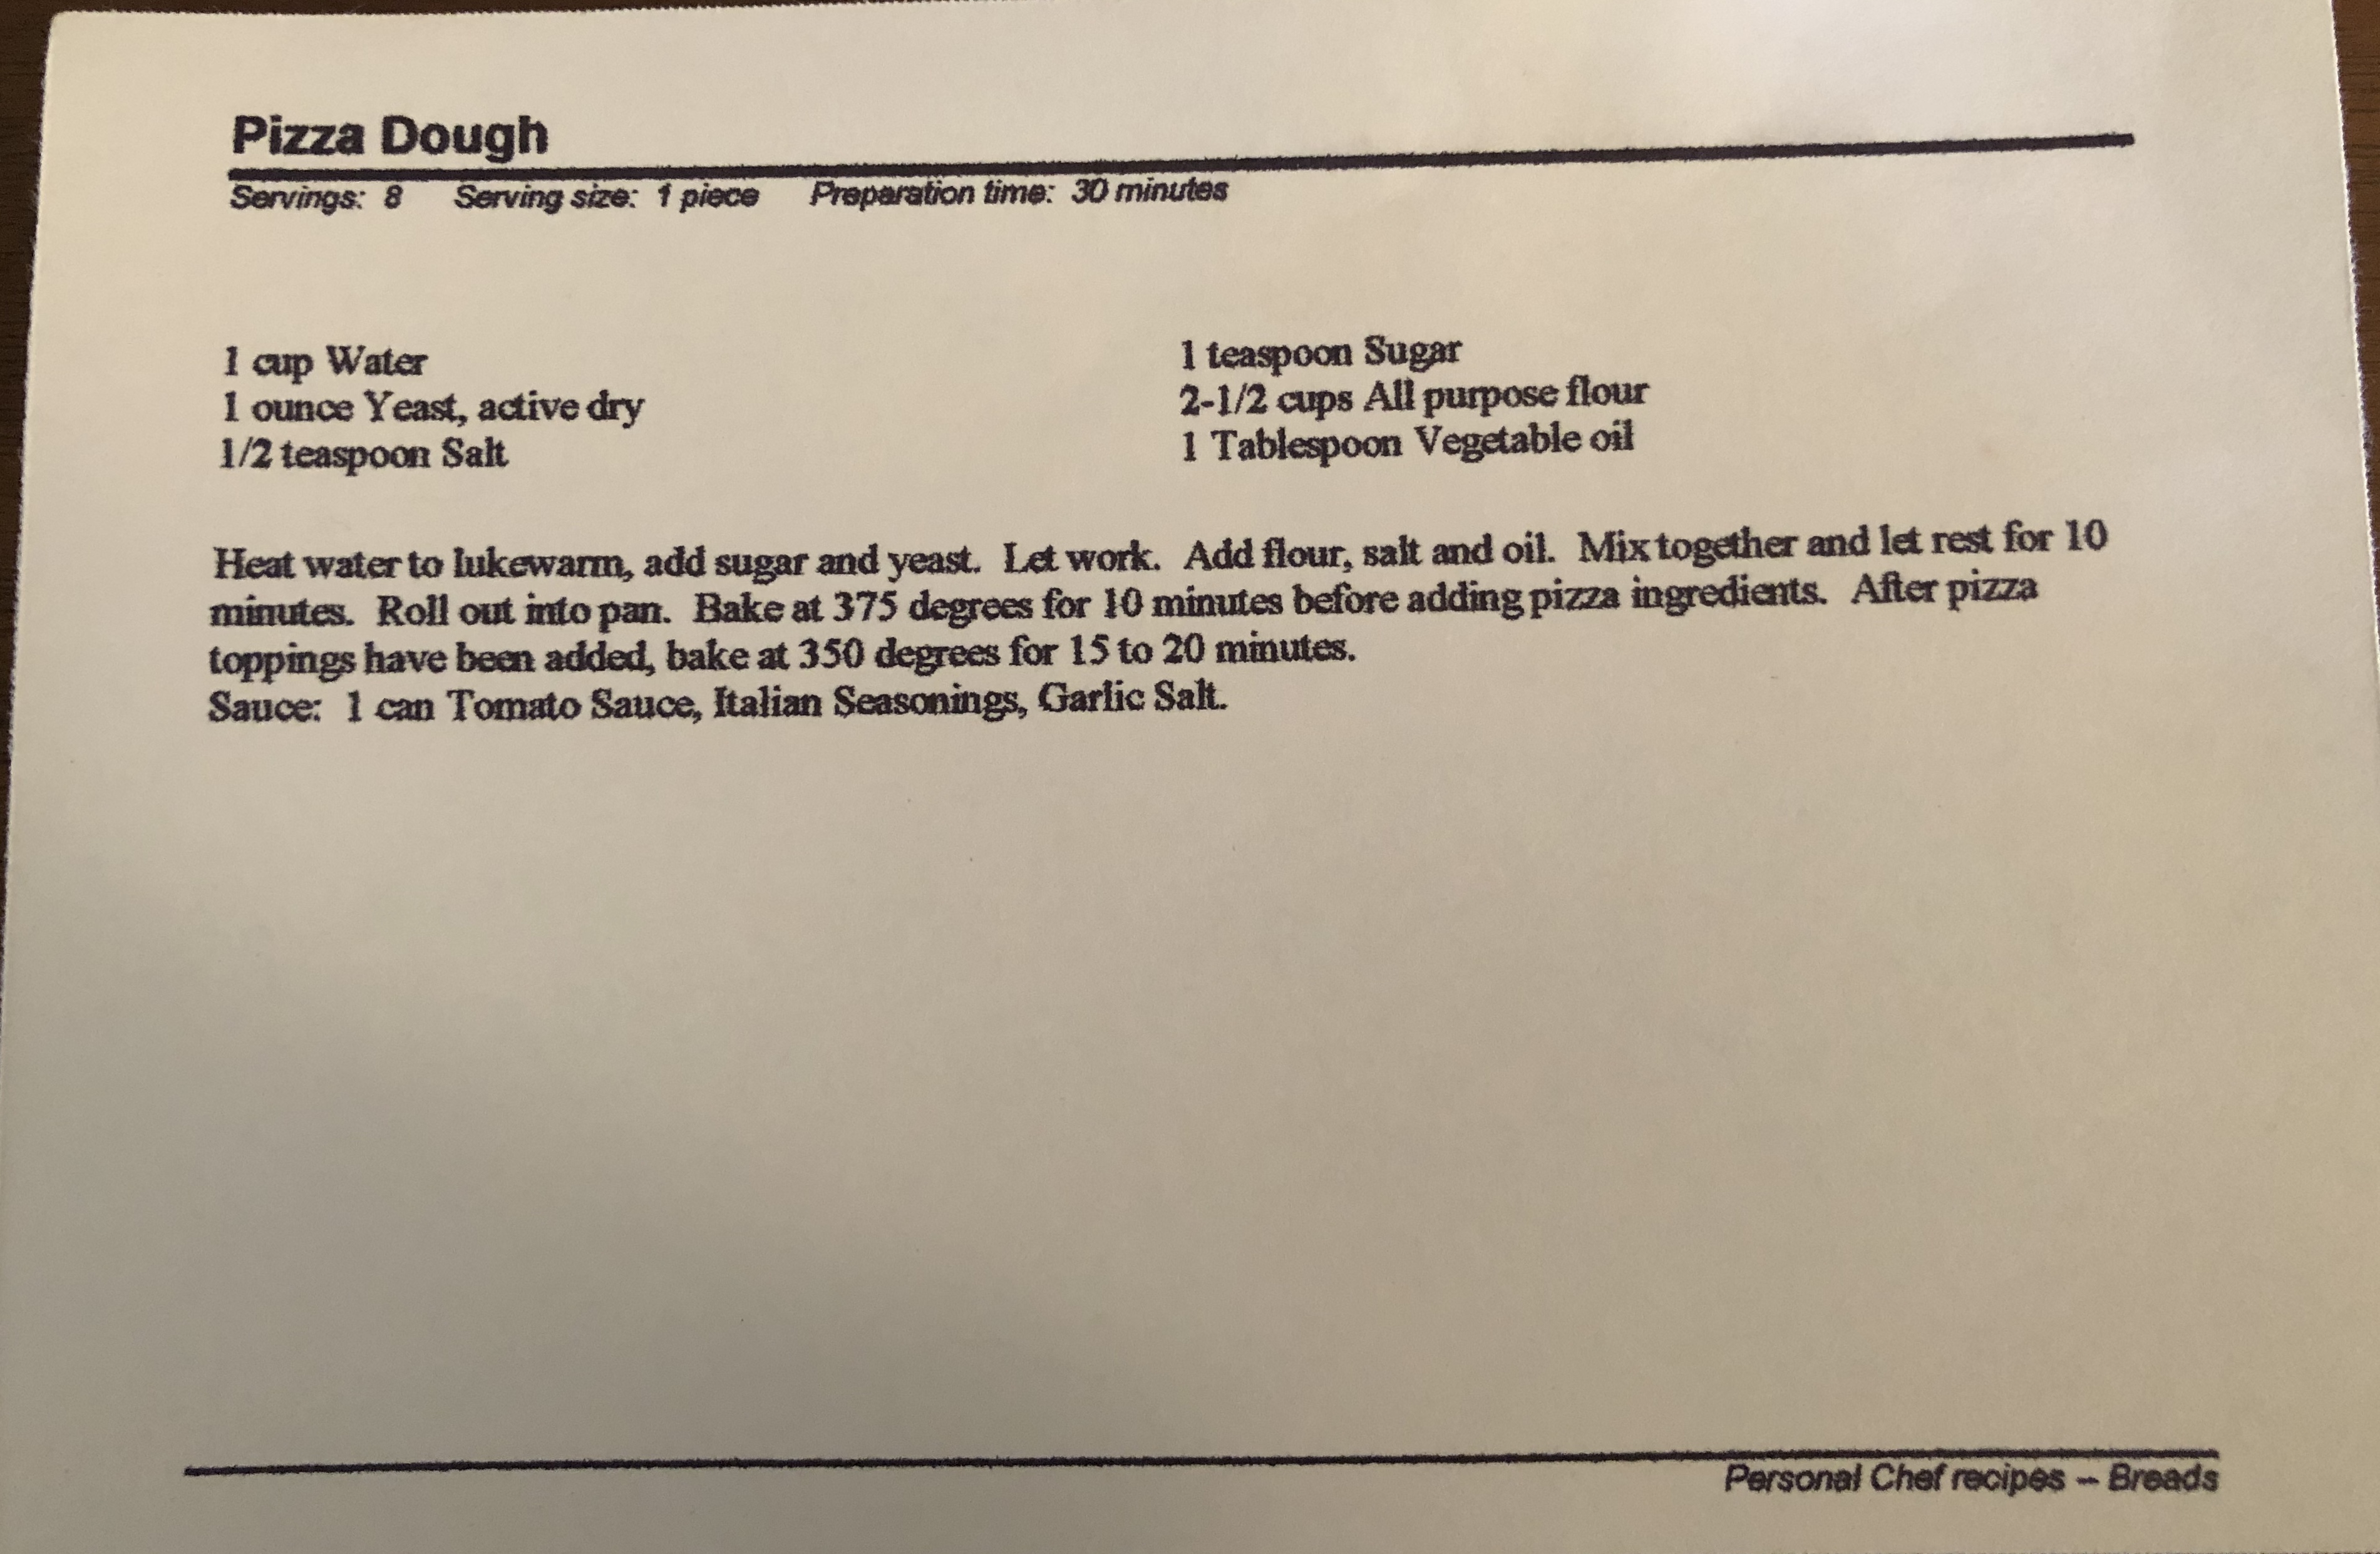 Pizza Dough
Servings: 8 Serving size: 1 piece Preparation time: 30 minutes
1 cup Water
1 ounce Yeast, active dry
1/2 teaspoon Salt
1 teaspoon Sugar
2-1/2 cups All purpose flour
1 Tablespoon Vegetable oil
Heat water to lukewarm, add sugar and yeast. Let work. Add flour, salt and oil. Mix together and let rest for 10
minutes. Roll out into pan. Bake at 375 degrees for 10 minutes before adding pizza ingredients. After pizza
toppings have been added, bake at 350 degrees for 15 to 20 minutes.
Sauce: 1 can Tomato Sauce, Italian Seasonings, Garlic Salt.
Personal Chef recipes -- Breads